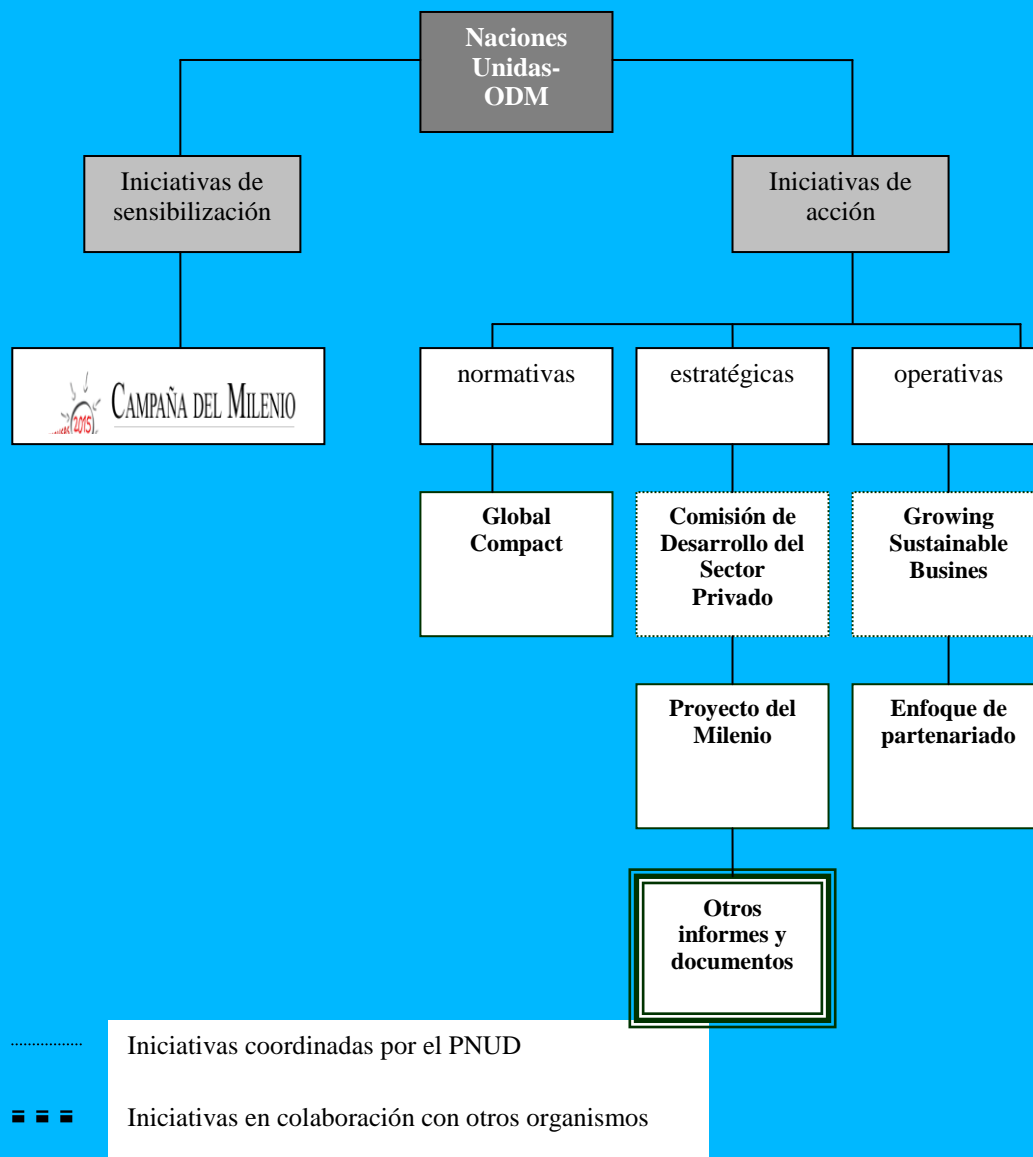 Naciones
Unidas-
ODM
Iniciativas de
sensibilización
Iniciativas de
acción
2015
CAMPAÑA DEL MILENIO
normativas
estratégicas
operativas
Global
Compact
Comisión de
Desarrollo del
Sector
Privado
Growing
Sustainable
Busines
Proyecto del
Milenio
Enfoque de
partenariado
Otros
informes y
documentos
Iniciativas coordinadas por el PNUD
Iniciativas en colaboración con otros organismos